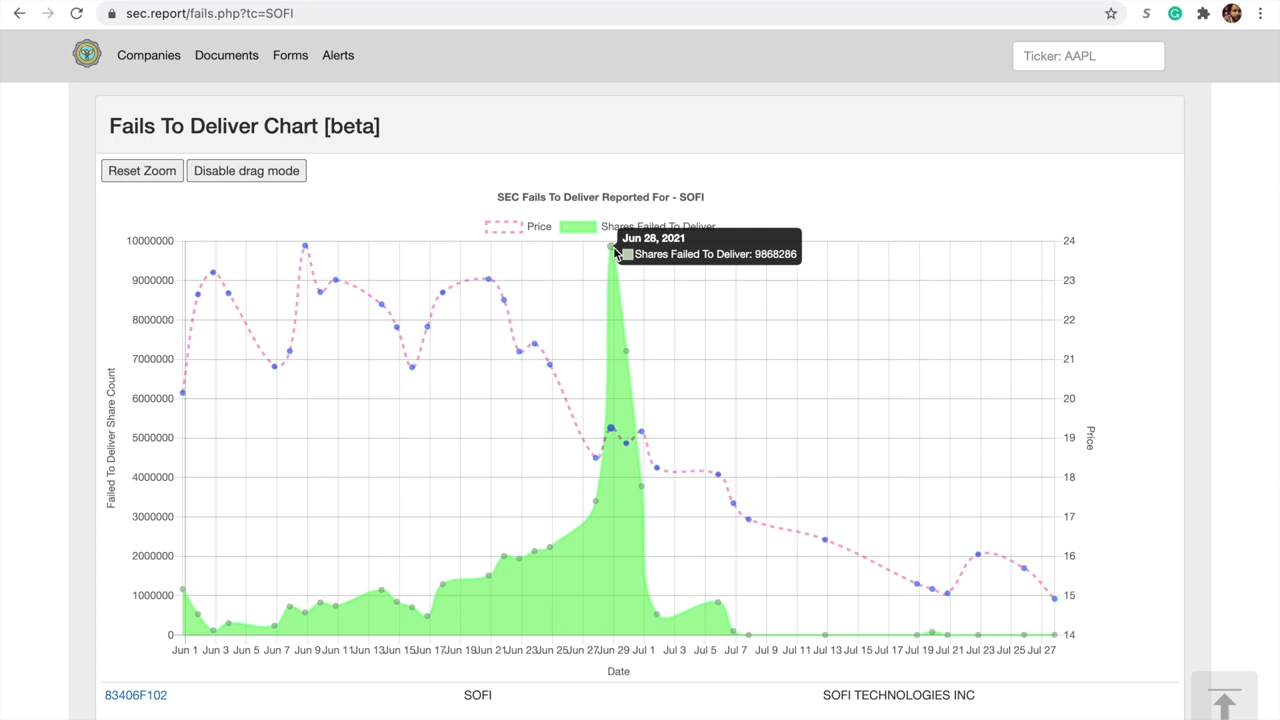 sec.report/fails.php?tc=SOFI
Companies Documents Forms Alerts Ticker: AAPL
Fails To Deliver Chart [beta]
Reset Zoom Disable drag mode
SEC Fails To Deliver Reported For - SOFI
Price Shares Failed To Deliver
Jun 28, 2021
Shares Failed To Deliver: 9868286
10000000 24
9000000 23
8000000 22
7000000 21
6000000 20
5000000 19
4000000 18
3000000 17
2000000 16
1000000 15
0 14
Failed To Deliver Share Count
Price
Jun 1 Jun 3 Jun 5 Jun 7 Jun 9 Jun 11 Jun 13 Jun 15 Jun 17 Jun 19 Jun 21 Jun 23 Jun 25 Jun 27 Jun 29 Jul 1 Jul 3 Jul 5 Jul 7 Jul 9 Jul 11 Jul 13 Jul 15 Jul 17 Jul 19 Jul 21 Jul 23 Jul 25 Jul 27
Date
83406F102 SOFI SOFI TECHNOLOGIES INC